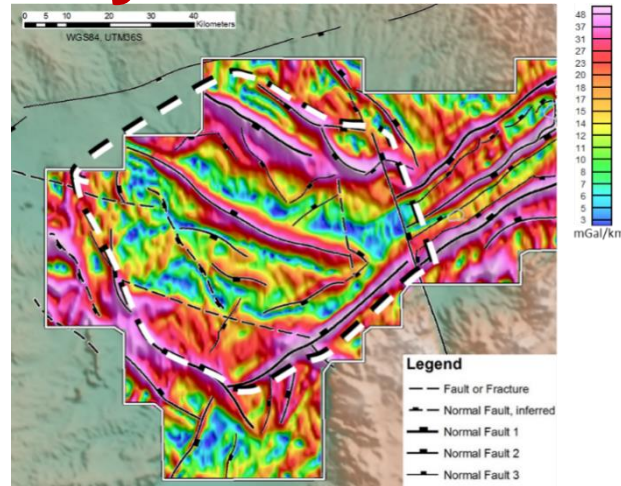 0 5 10 20 30 40
Kilometers
WGS84, UTM36S
48
37
31
27
23
20
18
15
14
12
11
10
8
7
6
5
3
mGal/km
Legend
Fault or Fracture
Normal Fault, inferred
Normal Fault 1
Normal Fault 2
Normal Fault 3